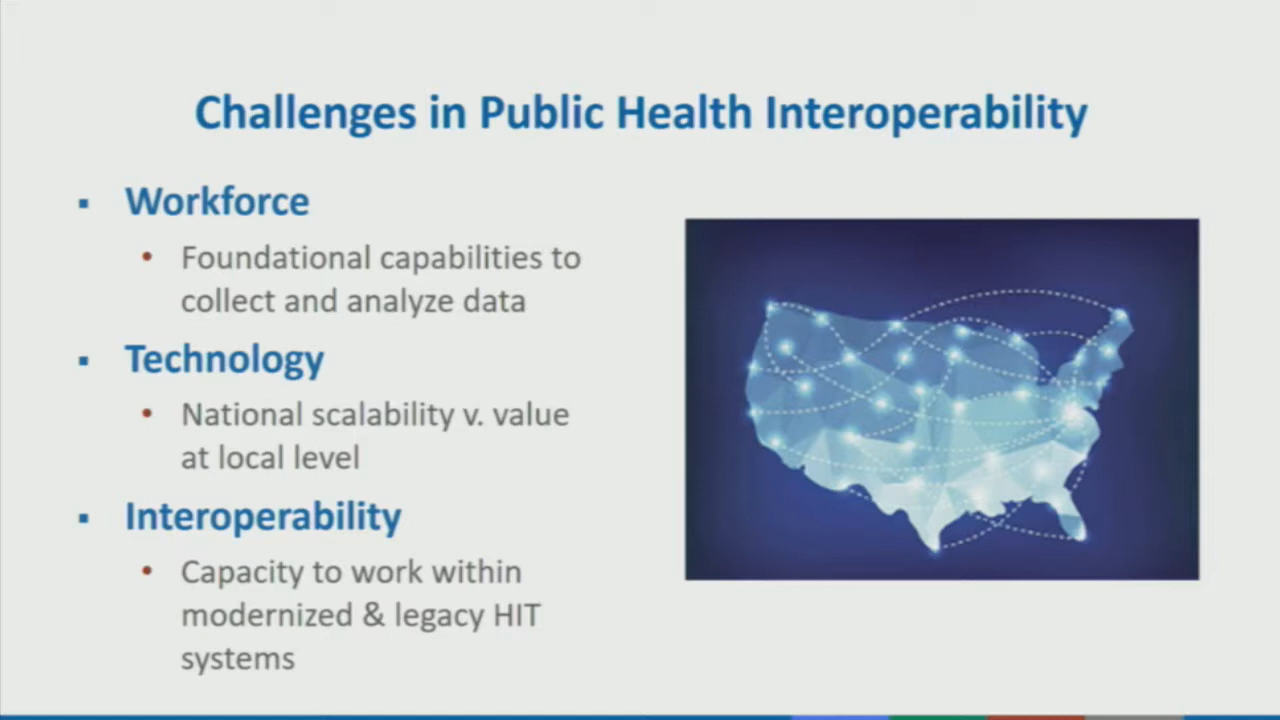 Challenges in Public Health Interoperability
▪ Workforce
• Foundational capabilities to
collect and analyze data
▪ Technology
• National scalability v. value
at local level
▪ Interoperability
• Capacity to work within
modernized & legacy HIT
systems